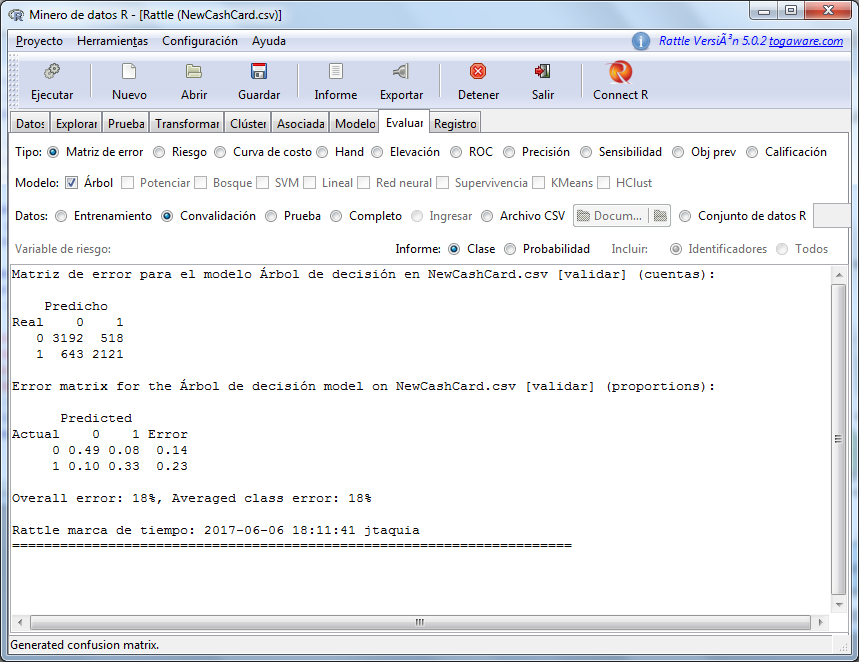 Minero de datos R - [Rattle (NewCashCard.csv)]
Proyecto Herramientas Configuración Ayuda Rattle VersiÃ³n 5.0.2 togaware.com
Ejecutar Nuevo Abrir Guardar Informe Exportar Detener Salir Connect R
Datos Explorar Prueba Transformar Clúster Asociada Modelo Evaluar Registro
Tipo: Matriz de error Riesgo Curva de costo Hand Elevación ROC Precisión Sensibilidad Obj prev Calificación
Modelo: Árbol Potenciar Bosque SVM Lineal Red neural Supervivencia KMeans HClust
Datos: Entrenamiento Convalidación Prueba Completo Ingresar Archivo CSV Docum... Conjunto de datos R
Variable de riesgo: Informe: Clase Probabilidad Incluir: Identificadores Todos
Matriz de error para el modelo Árbol de decisión en NewCashCard.csv [validar] (cuentas):
Predicho
Real 0 1
0 3192 518
1 643 2121
Error matrix for the Árbol de decisión model on NewCashCard.csv [validar] (proportions):
Predicted
Actual 0 1 Error
0 0.49 0.08 0.14
1 0.10 0.33 0.23
Overall error: 18%, Averaged class error: 18%
Rattle marca de tiempo: 2017-06-06 18:11:41 jtaquia
======================================================================
Generated confusion matrix.